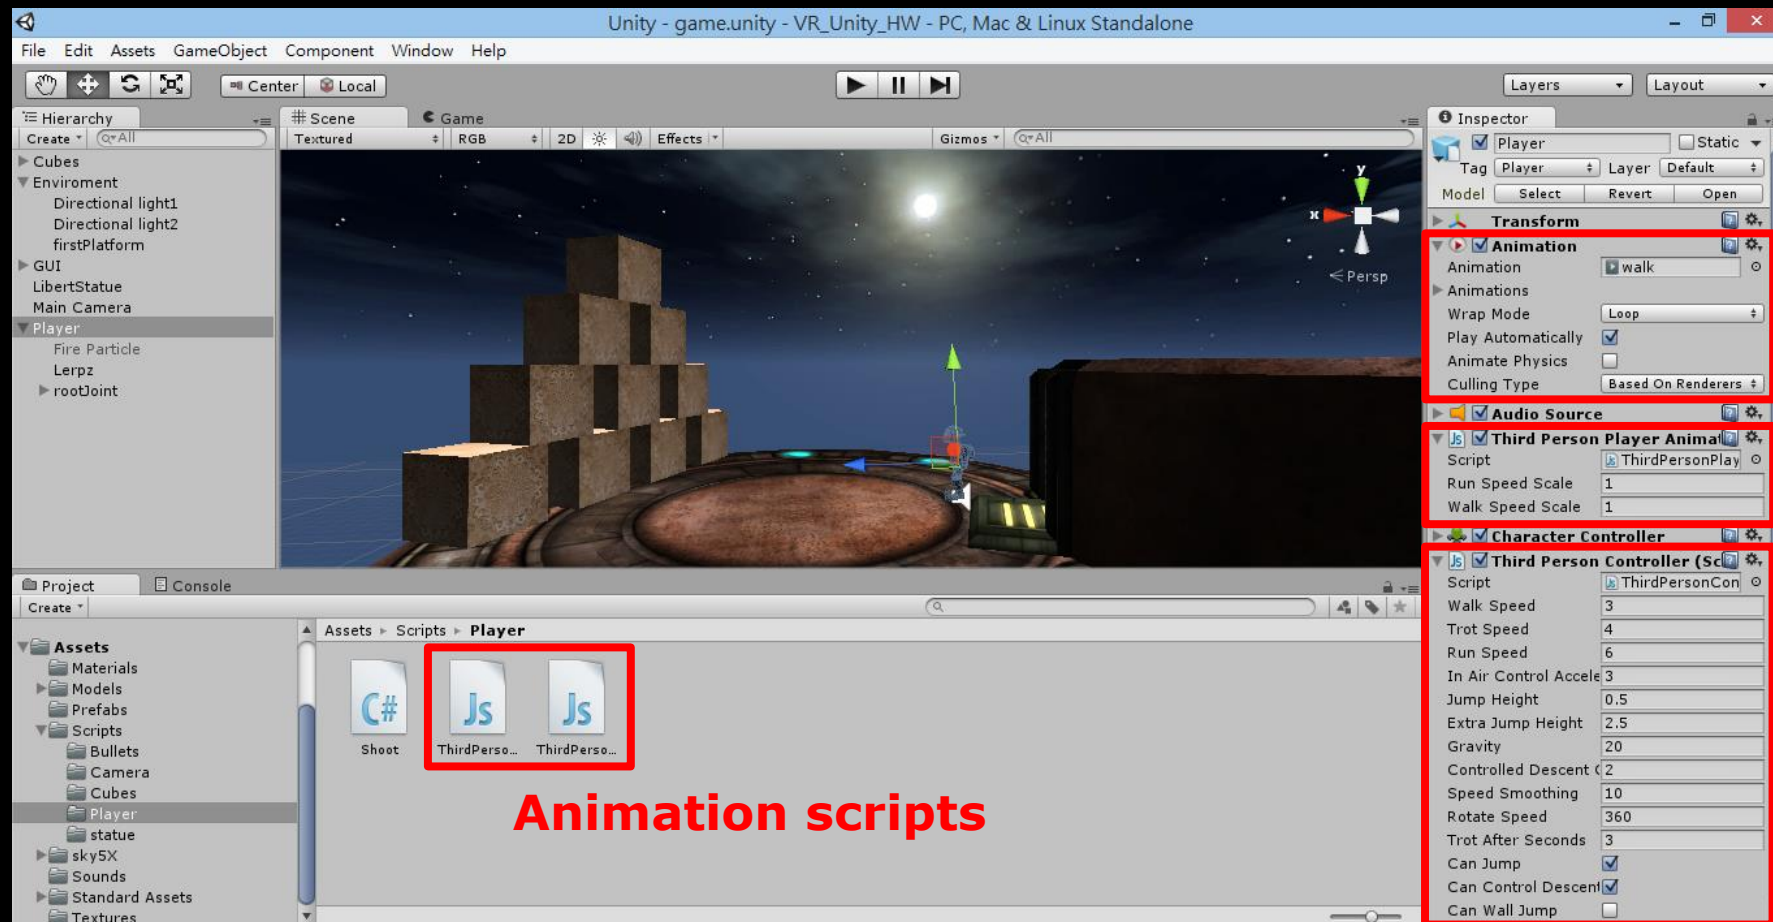 Unity - game.unity - VR_Unity_HW - PC, Mac & Linux Standalone
File Edit Assets GameObject Component Window Help
Center Local Layers Layout
Hierarchy
Create All
Cubes
Enviroment
Directional light1
Directional light2
firstPlatform
GUI
LibertStatue
Main Camera
Player
Fire Particle
Lerpz
rootJoint
Scene Game
Textured RGB 2D Effects Gizmos All
y
x
Persp
Inspector
Player Static
Tag Player Layer Default
Model Select Revert Open
Transform
Animation
Animation walk
Animations
Wrap Mode Loop
Play Automatically
Animate Physics
Culling Type Based On Renderers
Audio Source
Third Person Player Animat
Script ThirdPersonPlay
Run Speed Scale 1
Walk Speed Scale 1
Character Controller
Third Person Controller (Sc
Script ThirdPersonCon
Walk Speed 3
Trot Speed 4
Run Speed 6
In Air Control Accele 3
Jump Height 0.5
Extra Jump Height 2.5
Gravity 20
Controlled Descent 2
Speed Smoothing 10
Rotate Speed 360
Trot After Seconds 3
Can Jump
Can Control Descent
Can Wall Jump
Project Console
Create
Assets
Materials
Models
Prefabs
Scripts
Bullets
Camera
Cubes
Player
statue
sky5X
Sounds
Standard Assets
Textures
Assets Scripts Player
C# Js Js
Shoot ThirdPerso... ThirdPerso...
Animation scripts